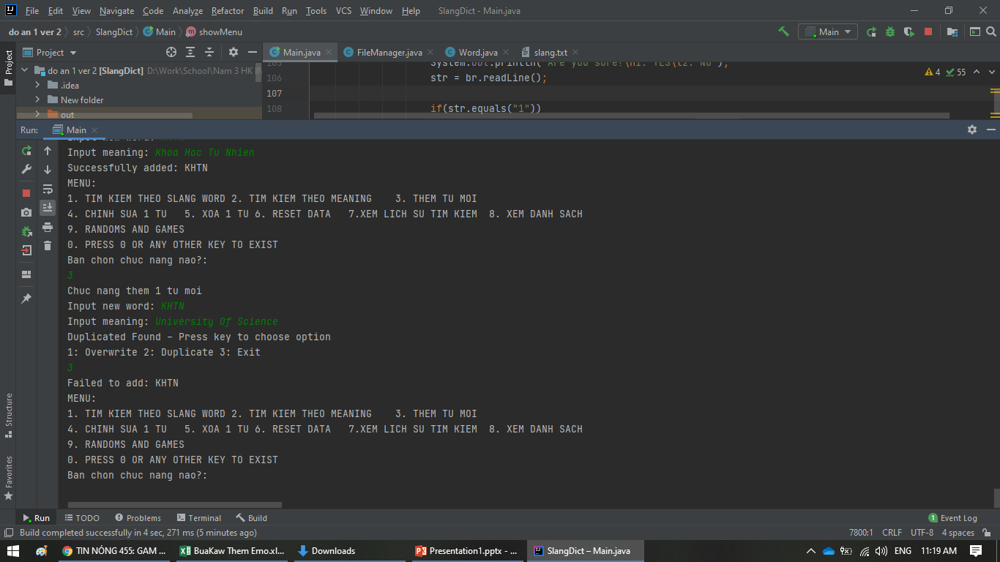 File Edit View Navigate Code Analyze Refactor Build Run Tools VCS Window Help SlangDict - Main.java
do an 1 ver 2 src SlangDict Main showMenu Main
Project Main.java FileManager.java Word.java slang.txt
Project
do an 1 ver 2 [SlangDict] D:\Work\School\Nam 3 HK II\
.idea
New folder
out
105 System.out.println("Are you sure!\n1. YES\t2. No");
106 str = br.readLine();
107
108 if(str.equals("1"))
4 55
Run: Main
Input meaning: Khoa Hoc Tu Nhien
Successfully added: KHTN
MENU:
1. TIM KIEM THEO SLANG WORD 2. TIM KIEM THEO MEANING 3. THEM TU MOI
4. CHINH SUA 1 TU 5. XOA 1 TU 6. RESET DATA 7.XEM LICH SU TIM KIEM 8. XEM DANH SACH
9. RANDOMS AND GAMES
0. PRESS 0 OR ANY OTHER KEY TO EXIST
Ban chon chuc nang nao?:
3
Chuc nang them 1 tu moi
Input new word: KHTN
Input meaning: University Of Science
Duplicated Found - Press key to choose option
1: Overwrite 2: Duplicate 3: Exit
3
Failed to add: KHTN
MENU:
1. TIM KIEM THEO SLANG WORD 2. TIM KIEM THEO MEANING 3. THEM TU MOI
4. CHINH SUA 1 TU 5. XOA 1 TU 6. RESET DATA 7.XEM LICH SU TIM KIEM 8. XEM DANH SACH
9. RANDOMS AND GAMES
0. PRESS 0 OR ANY OTHER KEY TO EXIST
Ban chon chuc nang nao?:
Structure
Favorites
Run TODO Problems Terminal Build 1 Event Log
Build completed successfully in 4 sec, 271 ms (5 minutes ago) 7800:1 CRLF UTF-8 4 spaces
TIN NÓNG 455: GAM ... BuaKaw Them Emo.xl... Downloads Presentation1.pptx - ... SlangDict – Main.java ENG 11:19 AM